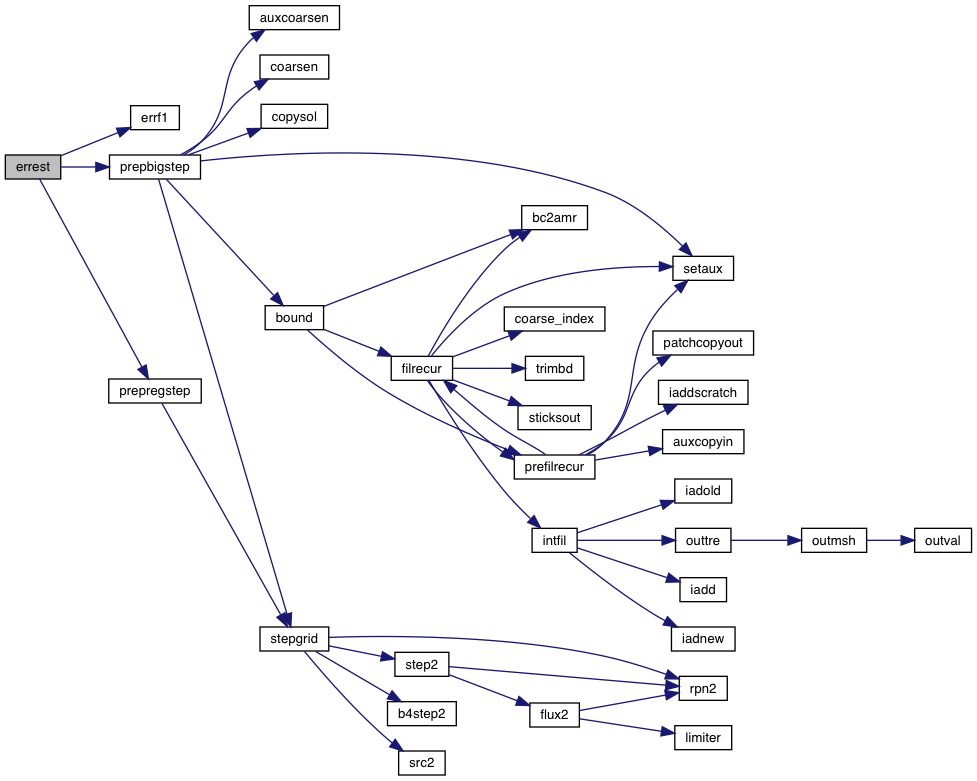 auxcoarsen
coarsen
copysol
errf1
errest
prepbigstep
bc2amr
setaux
bound
coarse_index
patchcopyout
filrecur
trimbd
prepregstep
iaddscratch
sticksout
auxcopyin
prefilrecur
iadold
intfil
outtre
outmsh
outval
iadd
stepgrid
iadnew
step2
rpn2
b4step2
flux2
limiter
src2